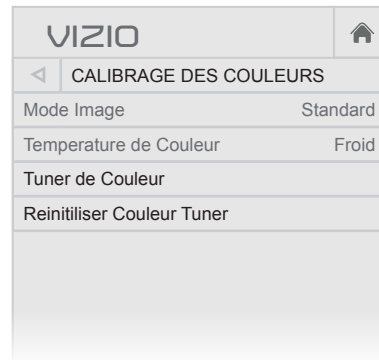 VIZIO
CALIBRAGE DES COULEURS
Mode Image Standard
Temperature de Couleur Froid
Tuner de Couleur
Reinitiliser Couleur Tuner